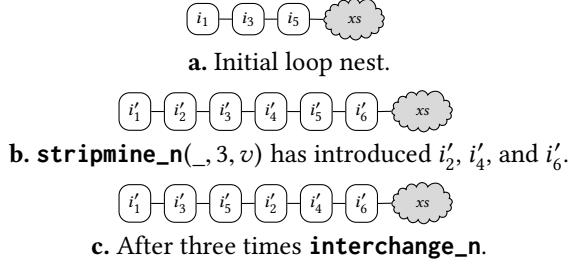 i₁ i₃ i₅ xs
a. Initial loop nest.
i′₁ i′₂ i′₃ i′₄ i′₅ i′₆ xs
b. stripmine_n(_, 3, v) has introduced i′₂, i′₄, and i′₆.
i′₁ i′₃ i′₅ i′₂ i′₄ i′₆ xs
c. After three times interchange_n.